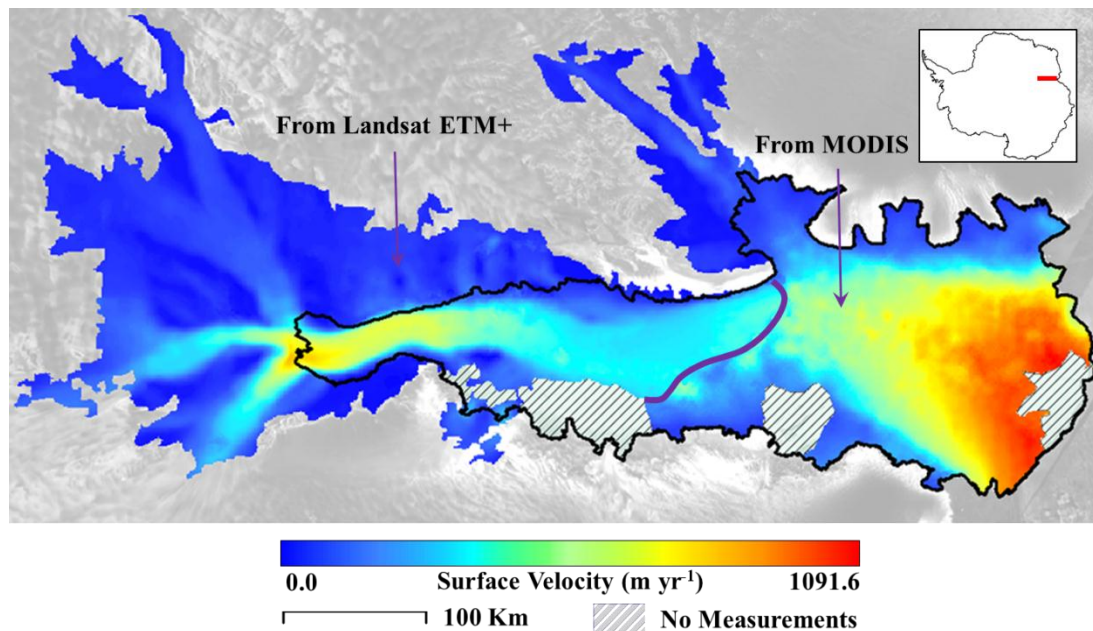 From Landsat ETM+
From MODIS
0.0 Surface Velocity (m yr-1) 1091.6
100 Km No Measurements